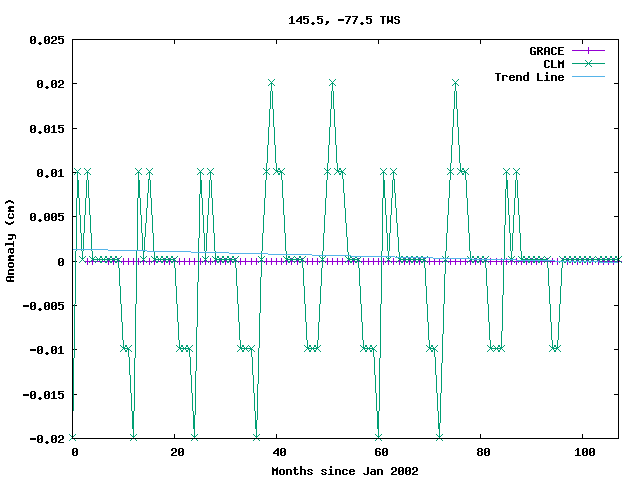 145.5, -77.5 TWS
GRACE
CLM
Trend Line
0.025
0.02
0.015
0.01
0.005
0
-0.005
-0.01
-0.015
-0.02
Anomaly (cm)
0 20 40 60 80 100
Months since Jan 2002